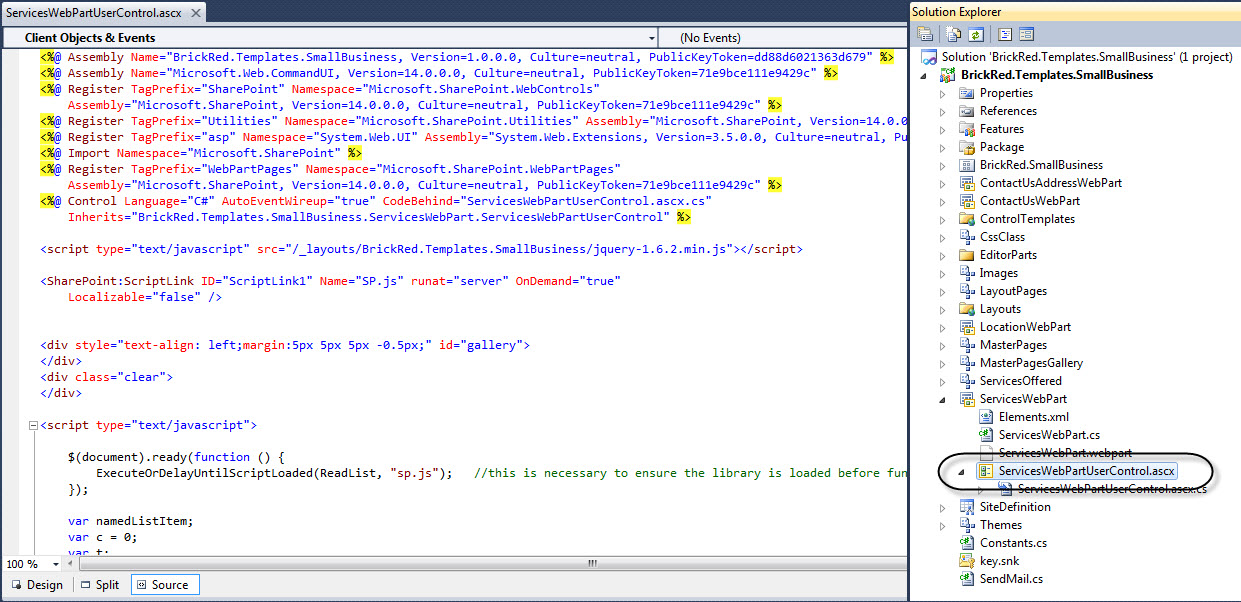 ServicesWebPartUserControl.ascx
Client Objects & Events
(No Events)
<%@ Assembly Name="BrickRed.Templates.SmallBusiness, Version=1.0.0.0, Culture=neutral, PublicKeyToken=dd88d6021363d679" %>
<%@ Assembly Name="Microsoft.Web.CommandUI, Version=14.0.0.0, Culture=neutral, PublicKeyToken=71e9bce111e9429c" %>
<%@ Register TagPrefix="SharePoint" Namespace="Microsoft.SharePoint.WebControls"
Assembly="Microsoft.SharePoint, Version=14.0.0.0, Culture=neutral, PublicKeyToken=71e9bce111e9429c" %>
<%@ Register TagPrefix="Utilities" Namespace="Microsoft.SharePoint.Utilities" Assembly="Microsoft.SharePoint, Version=14.0.0
<%@ Register TagPrefix="asp" Namespace="System.Web.UI" Assembly="System.Web.Extensions, Version=3.5.0.0, Culture=neutral, Pu
<%@ Import Namespace="Microsoft.SharePoint" %>
<%@ Register TagPrefix="WebPartPages" Namespace="Microsoft.SharePoint.WebPartPages"
Assembly="Microsoft.SharePoint, Version=14.0.0.0, Culture=neutral, PublicKeyToken=71e9bce111e9429c" %>
<%@ Control Language="C#" AutoEventWireup="true" CodeBehind="ServicesWebPartUserControl.ascx.cs"
Inherits="BrickRed.Templates.SmallBusiness.ServicesWebPart.ServicesWebPartUserControl" %>
<script type="text/javascript" src="/_layouts/BrickRed.Templates.SmallBusiness/jquery-1.6.2.min.js"></script>
<SharePoint:ScriptLink ID="ScriptLink1" Name="SP.js" runat="server" OnDemand="true"
Localizable="false" />
<div style="text-align: left;margin:5px 5px 5px -0.5px;" id="gallery">
</div>
<div class="clear">
</div>
<script type="text/javascript">
$(document).ready(function () {
ExecuteOrDelayUntilScriptLoaded(ReadList, "sp.js"); //this is necessary to ensure the library is loaded before fun
});
var namedListItem;
var c = 0;
var t;
100 %
Design
Split
Source
Solution Explorer
Solution 'BrickRed.Templates.SmallBusiness' (1 project)
BrickRed.Templates.SmallBusiness
Properties
References
Features
Package
BrickRed.SmallBusiness
ContactUsAddressWebPart
ContactUsWebPart
ControlTemplates
CssClass
EditorParts
Images
LayoutPages
Layouts
LocationWebPart
MasterPages
MasterPagesGallery
ServicesOffered
ServicesWebPart
Elements.xml
ServicesWebPart.cs
ServicesWebPart.webpart
ServicesWebPartUserControl.ascx
ServicesWebPartUserControl.ascx.cs
SiteDefinition
Themes
Constants.cs
key.snk
SendMail.cs